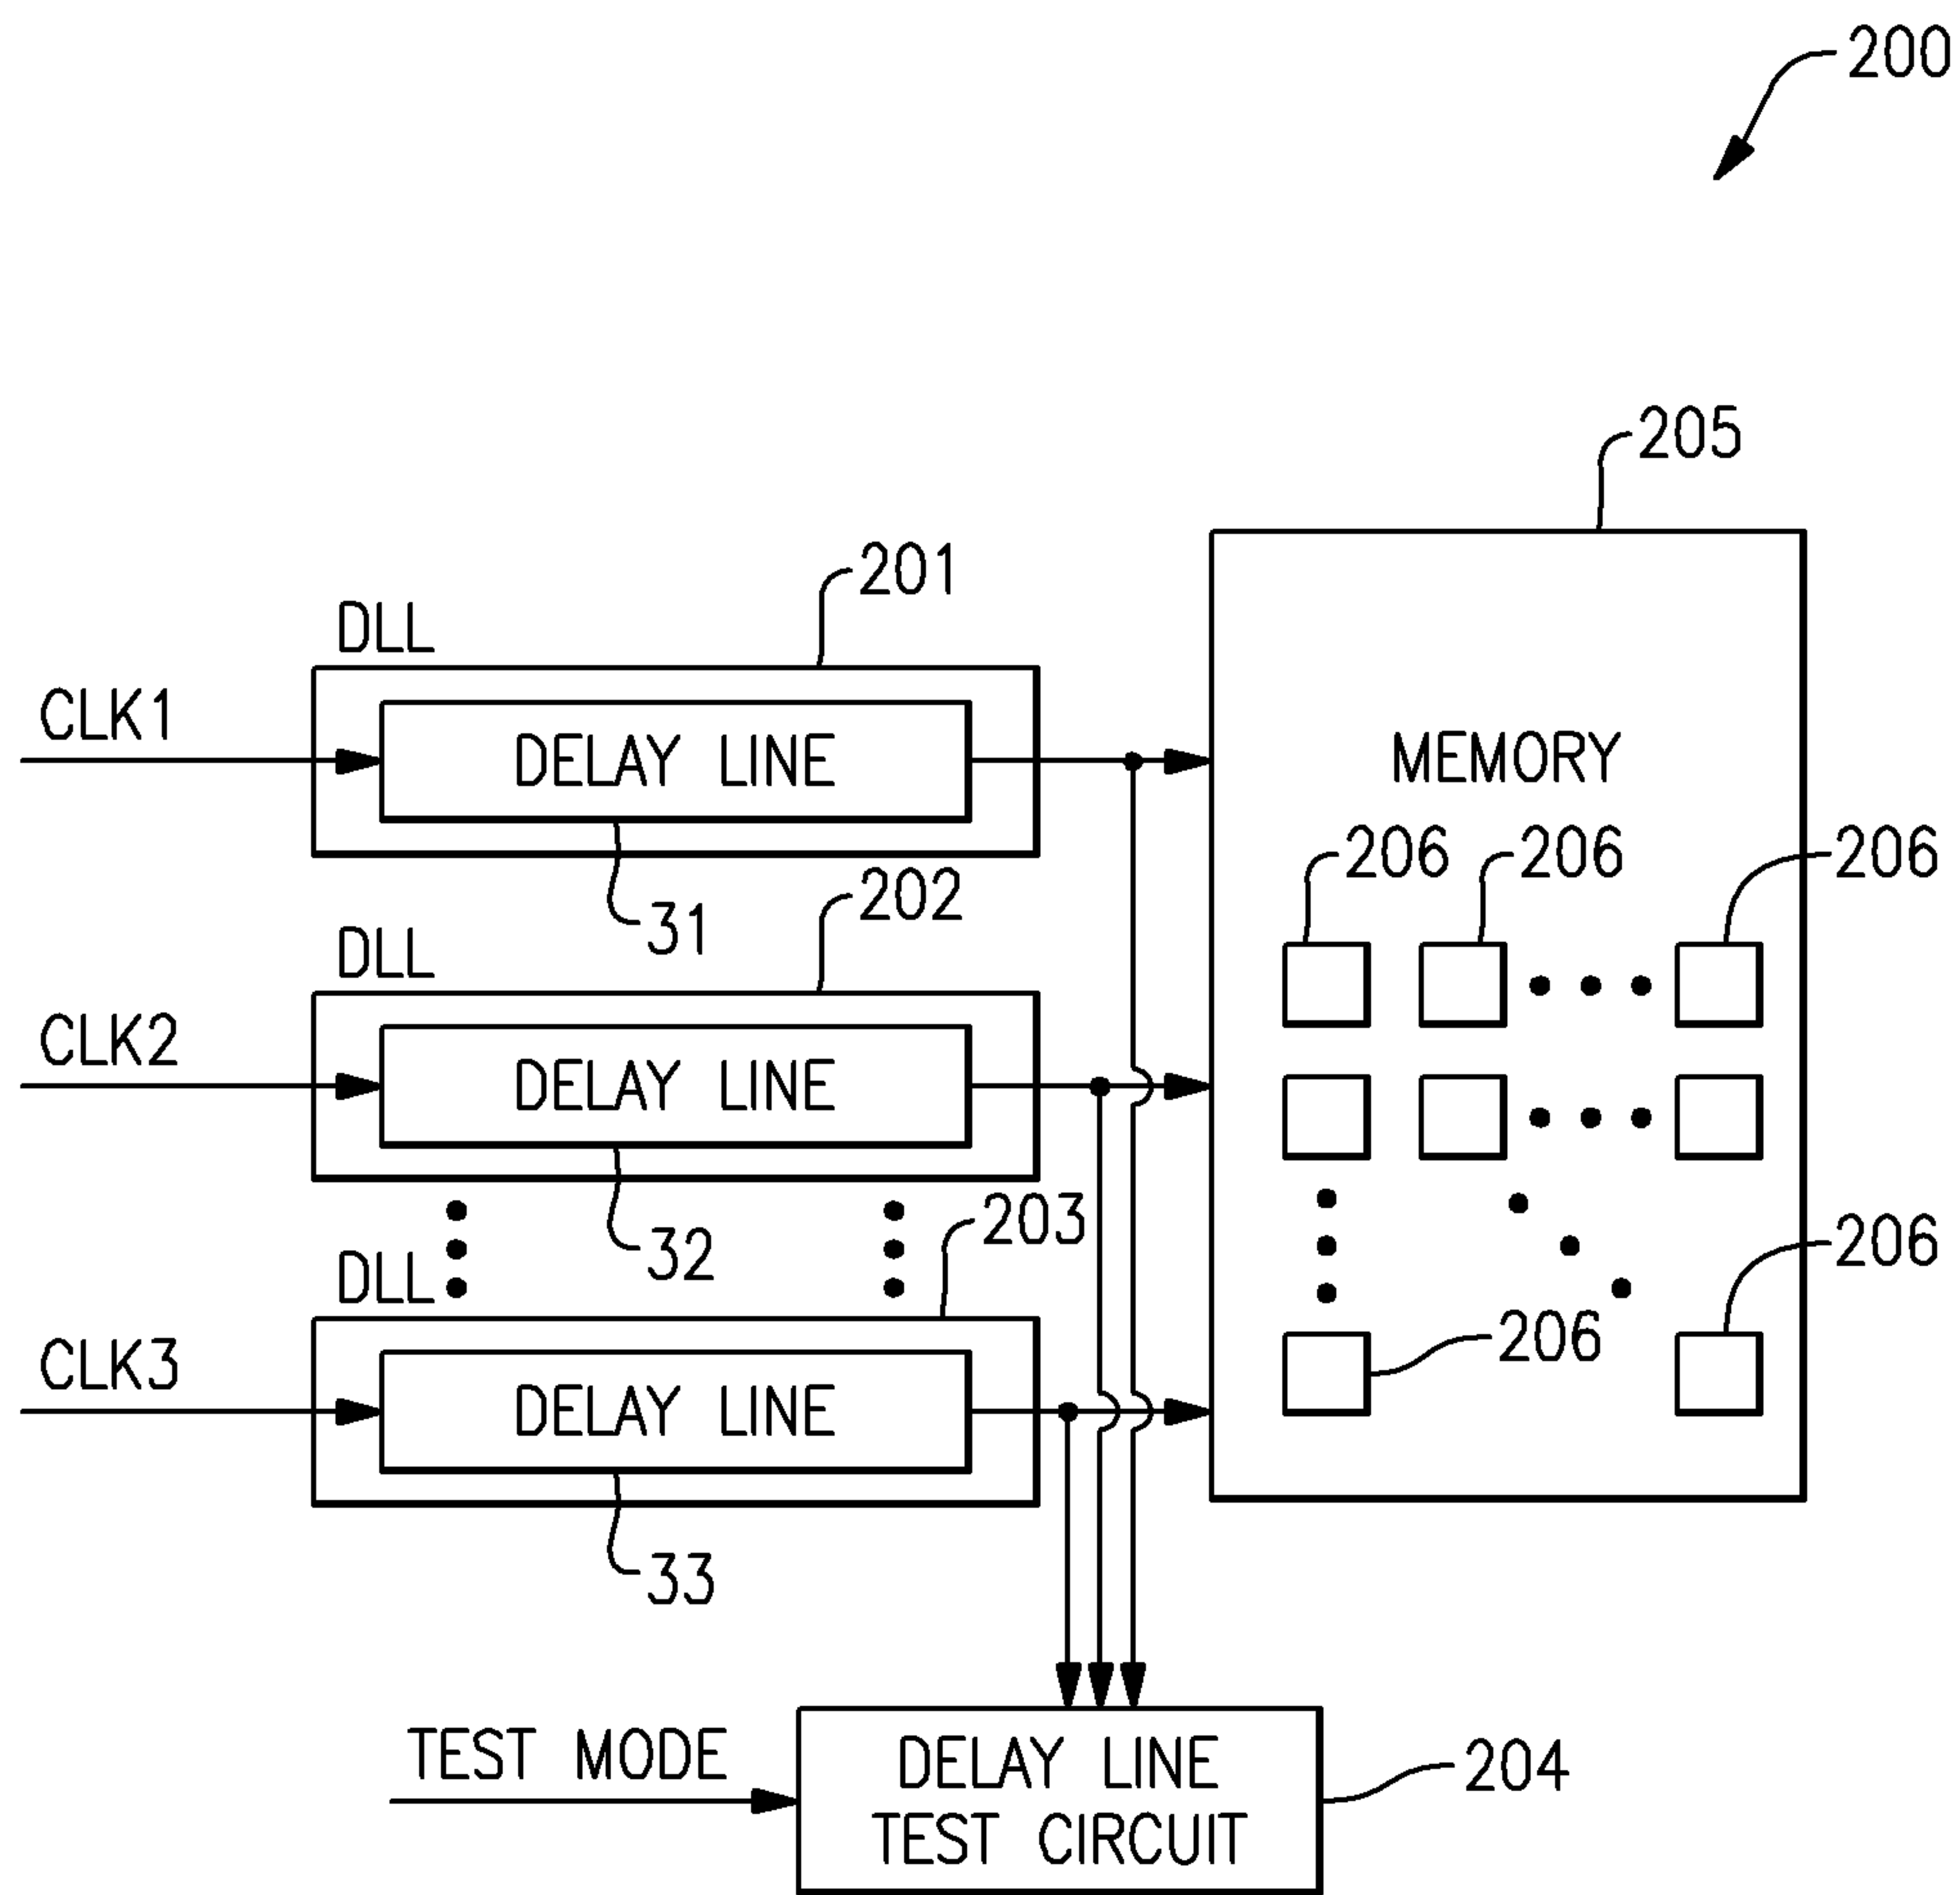 200
205
201
DLL
CLK1
DELAY LINE
MEMORY
206 206 206
31
202
DLL
CLK2
DELAY LINE
32
203
206
DLL
206
CLK3
DELAY LINE
33
TEST MODE
DELAY LINE
TEST CIRCUIT
204